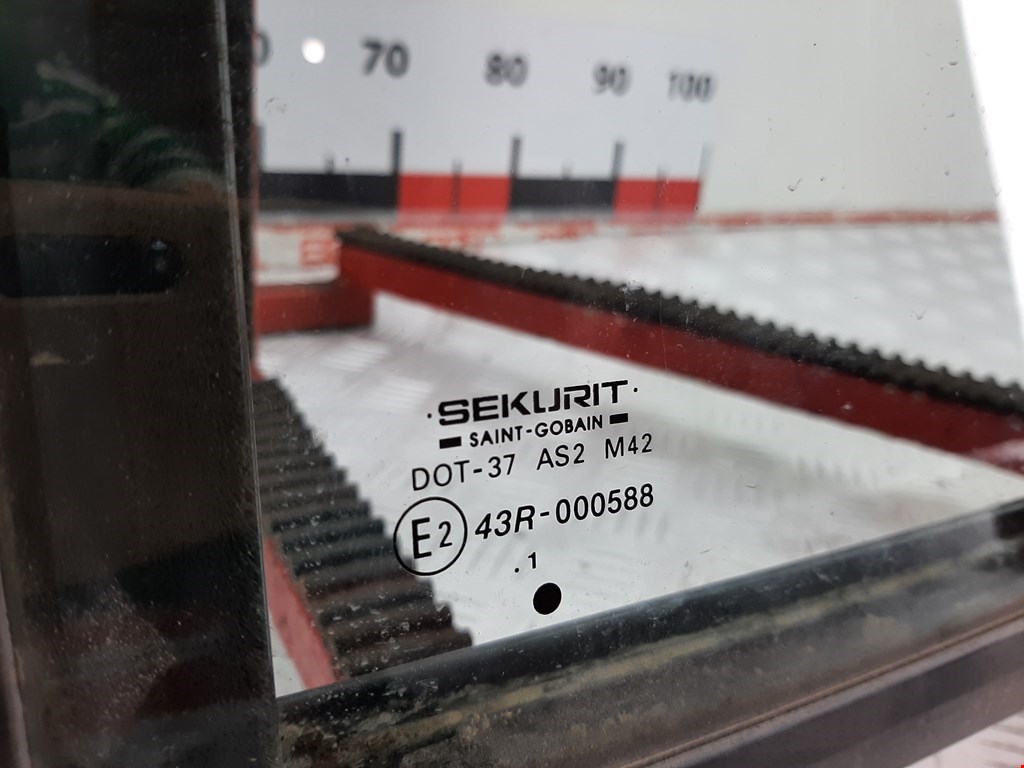 70 80 90 100
·SEKURIT·
SAINT-GOBAIN
DOT-37 AS2 M42
E2 43R-000588
.1